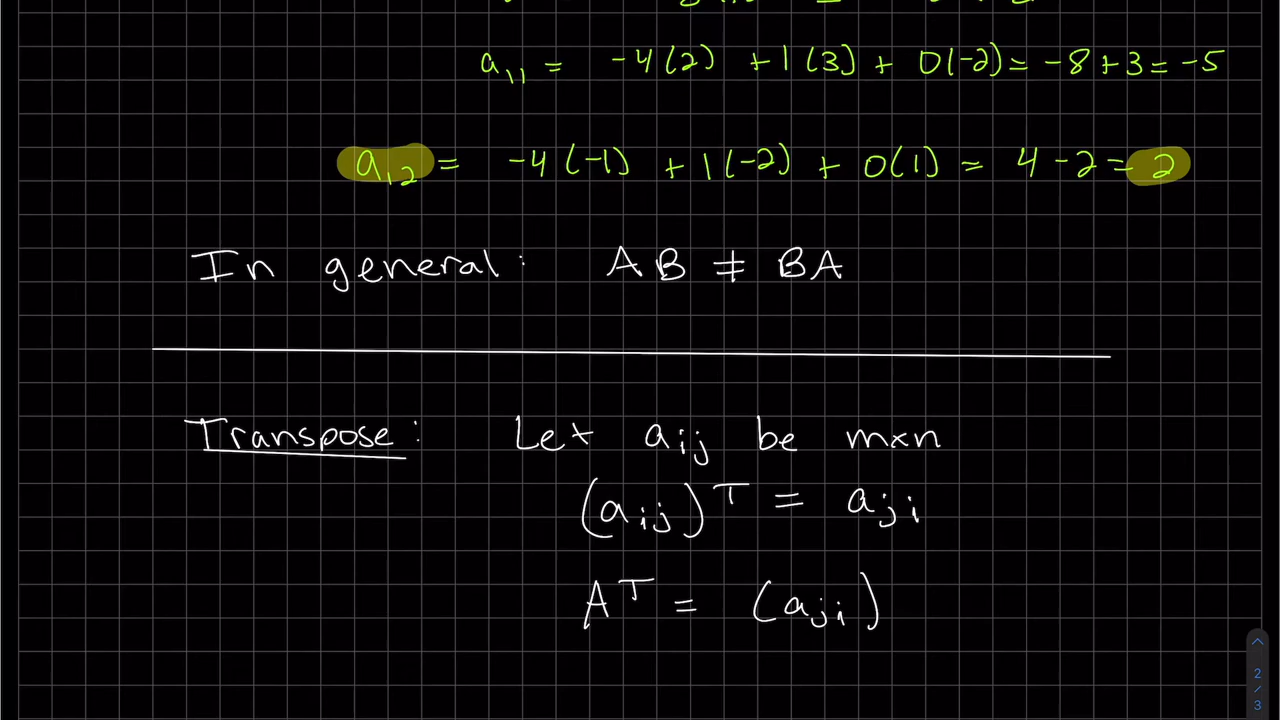 a₁₁ = -4(2) +1(3) + 0(-2) = -8+3 = -5
a₁₂ = -4(-1) +1(-2) + 0(1) = 4-2 = 2
In general: AB ≠ BA
Transpose: Let aᵢⱼ be m×n
(aᵢⱼ)ᵀ = aⱼᵢ
Aᵀ = (aⱼᵢ)
2
/
3